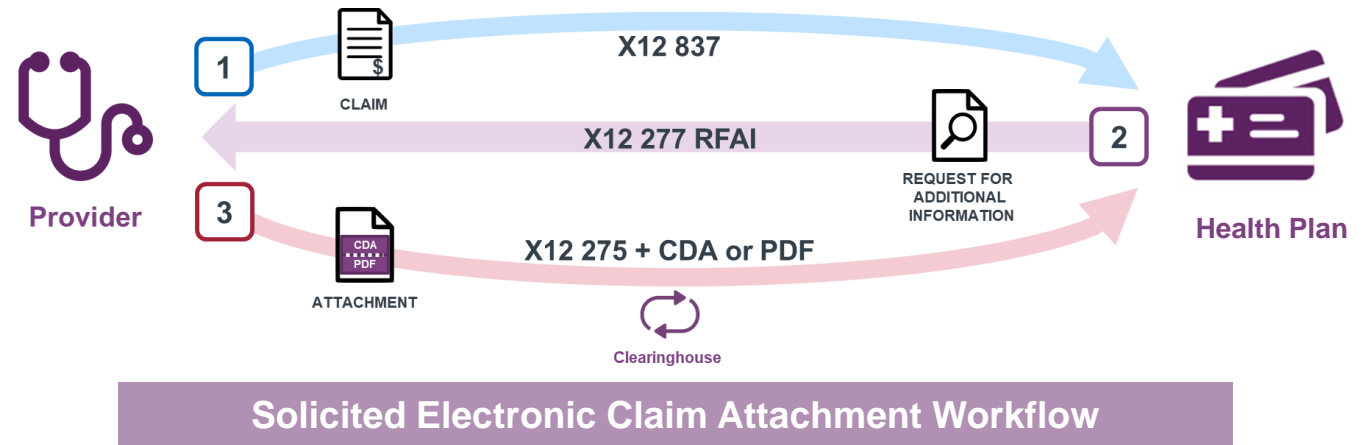 1
$
CLAIM
X12 837
Provider
X12 277 RFAI
2
REQUEST FOR
ADDITIONAL
INFORMATION
Health Plan
3
CDA
PDF
ATTACHMENT
X12 275 + CDA or PDF
Clearinghouse
Solicited Electronic Claim Attachment Workflow